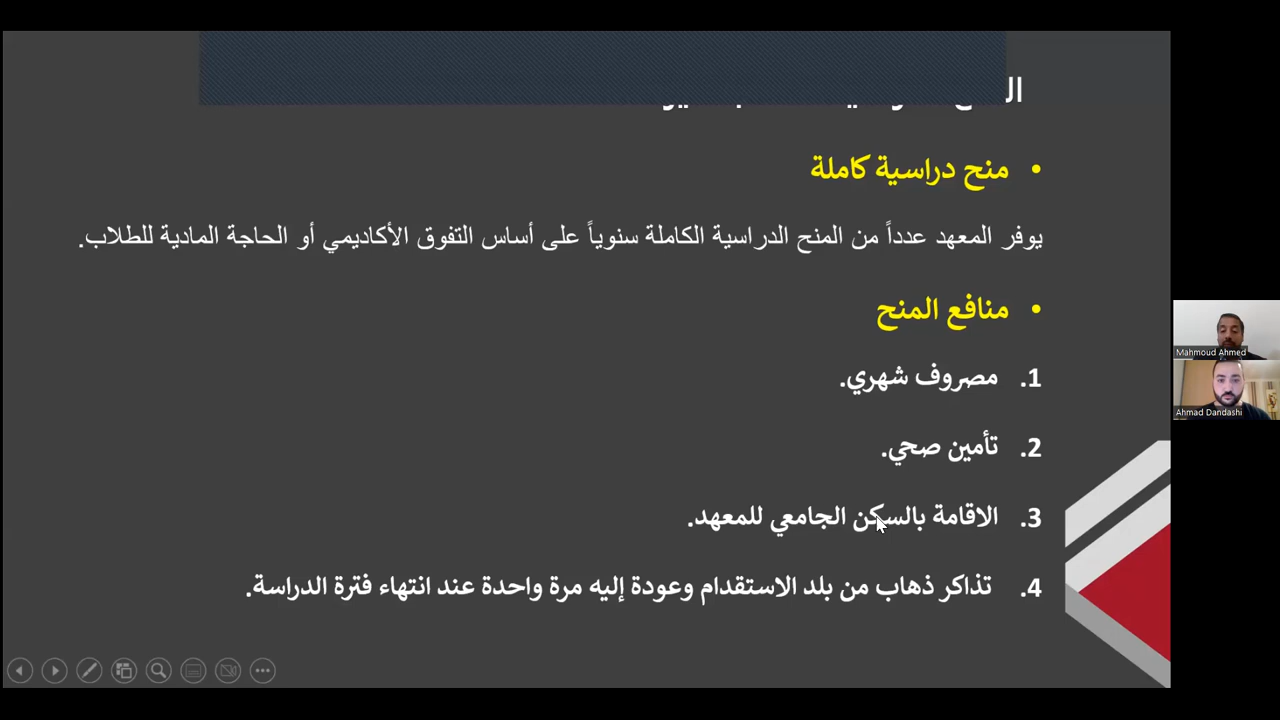 • منح دراسية كاملة
يوفر المعهد عدداً من المنح الدراسية الكاملة سنوياً على أساس التفوق الأكاديمي أو الحاجة المادية للطلاب.
• منافع المنح
1. مصروف شهري.
2. تأمين صحي.
3. الاقامة بالسكن الجامعي للمعهد.
4. تذاكر ذهاب من بلد الاستقدام وعودة إليه مرة واحدة عند انتهاء فترة الدراسة.
Mahmoud Ahmed
Ahmad Dandashi